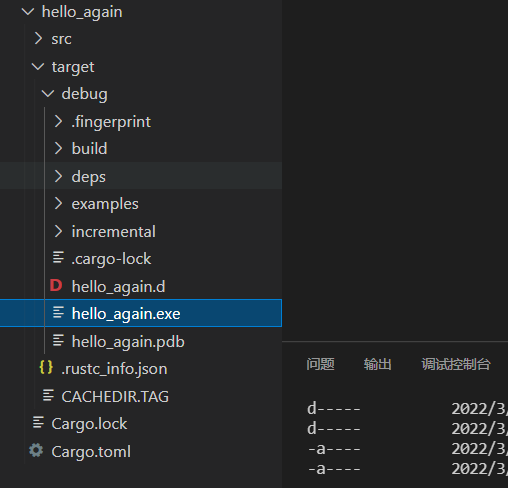 hello_again
src
target
debug
.fingerprint
build
deps
examples
incremental
.cargo-lock
D hello_again.d
hello_again.exe
hello_again.pdb
{} .rustc_info.json
CACHEDIR.TAG
Cargo.lock
Cargo.toml
问题 输出 调试控制台
d----- 2022/3/
d----- 2022/3/
-a---- 2022/3/
-a---- 2022/3/